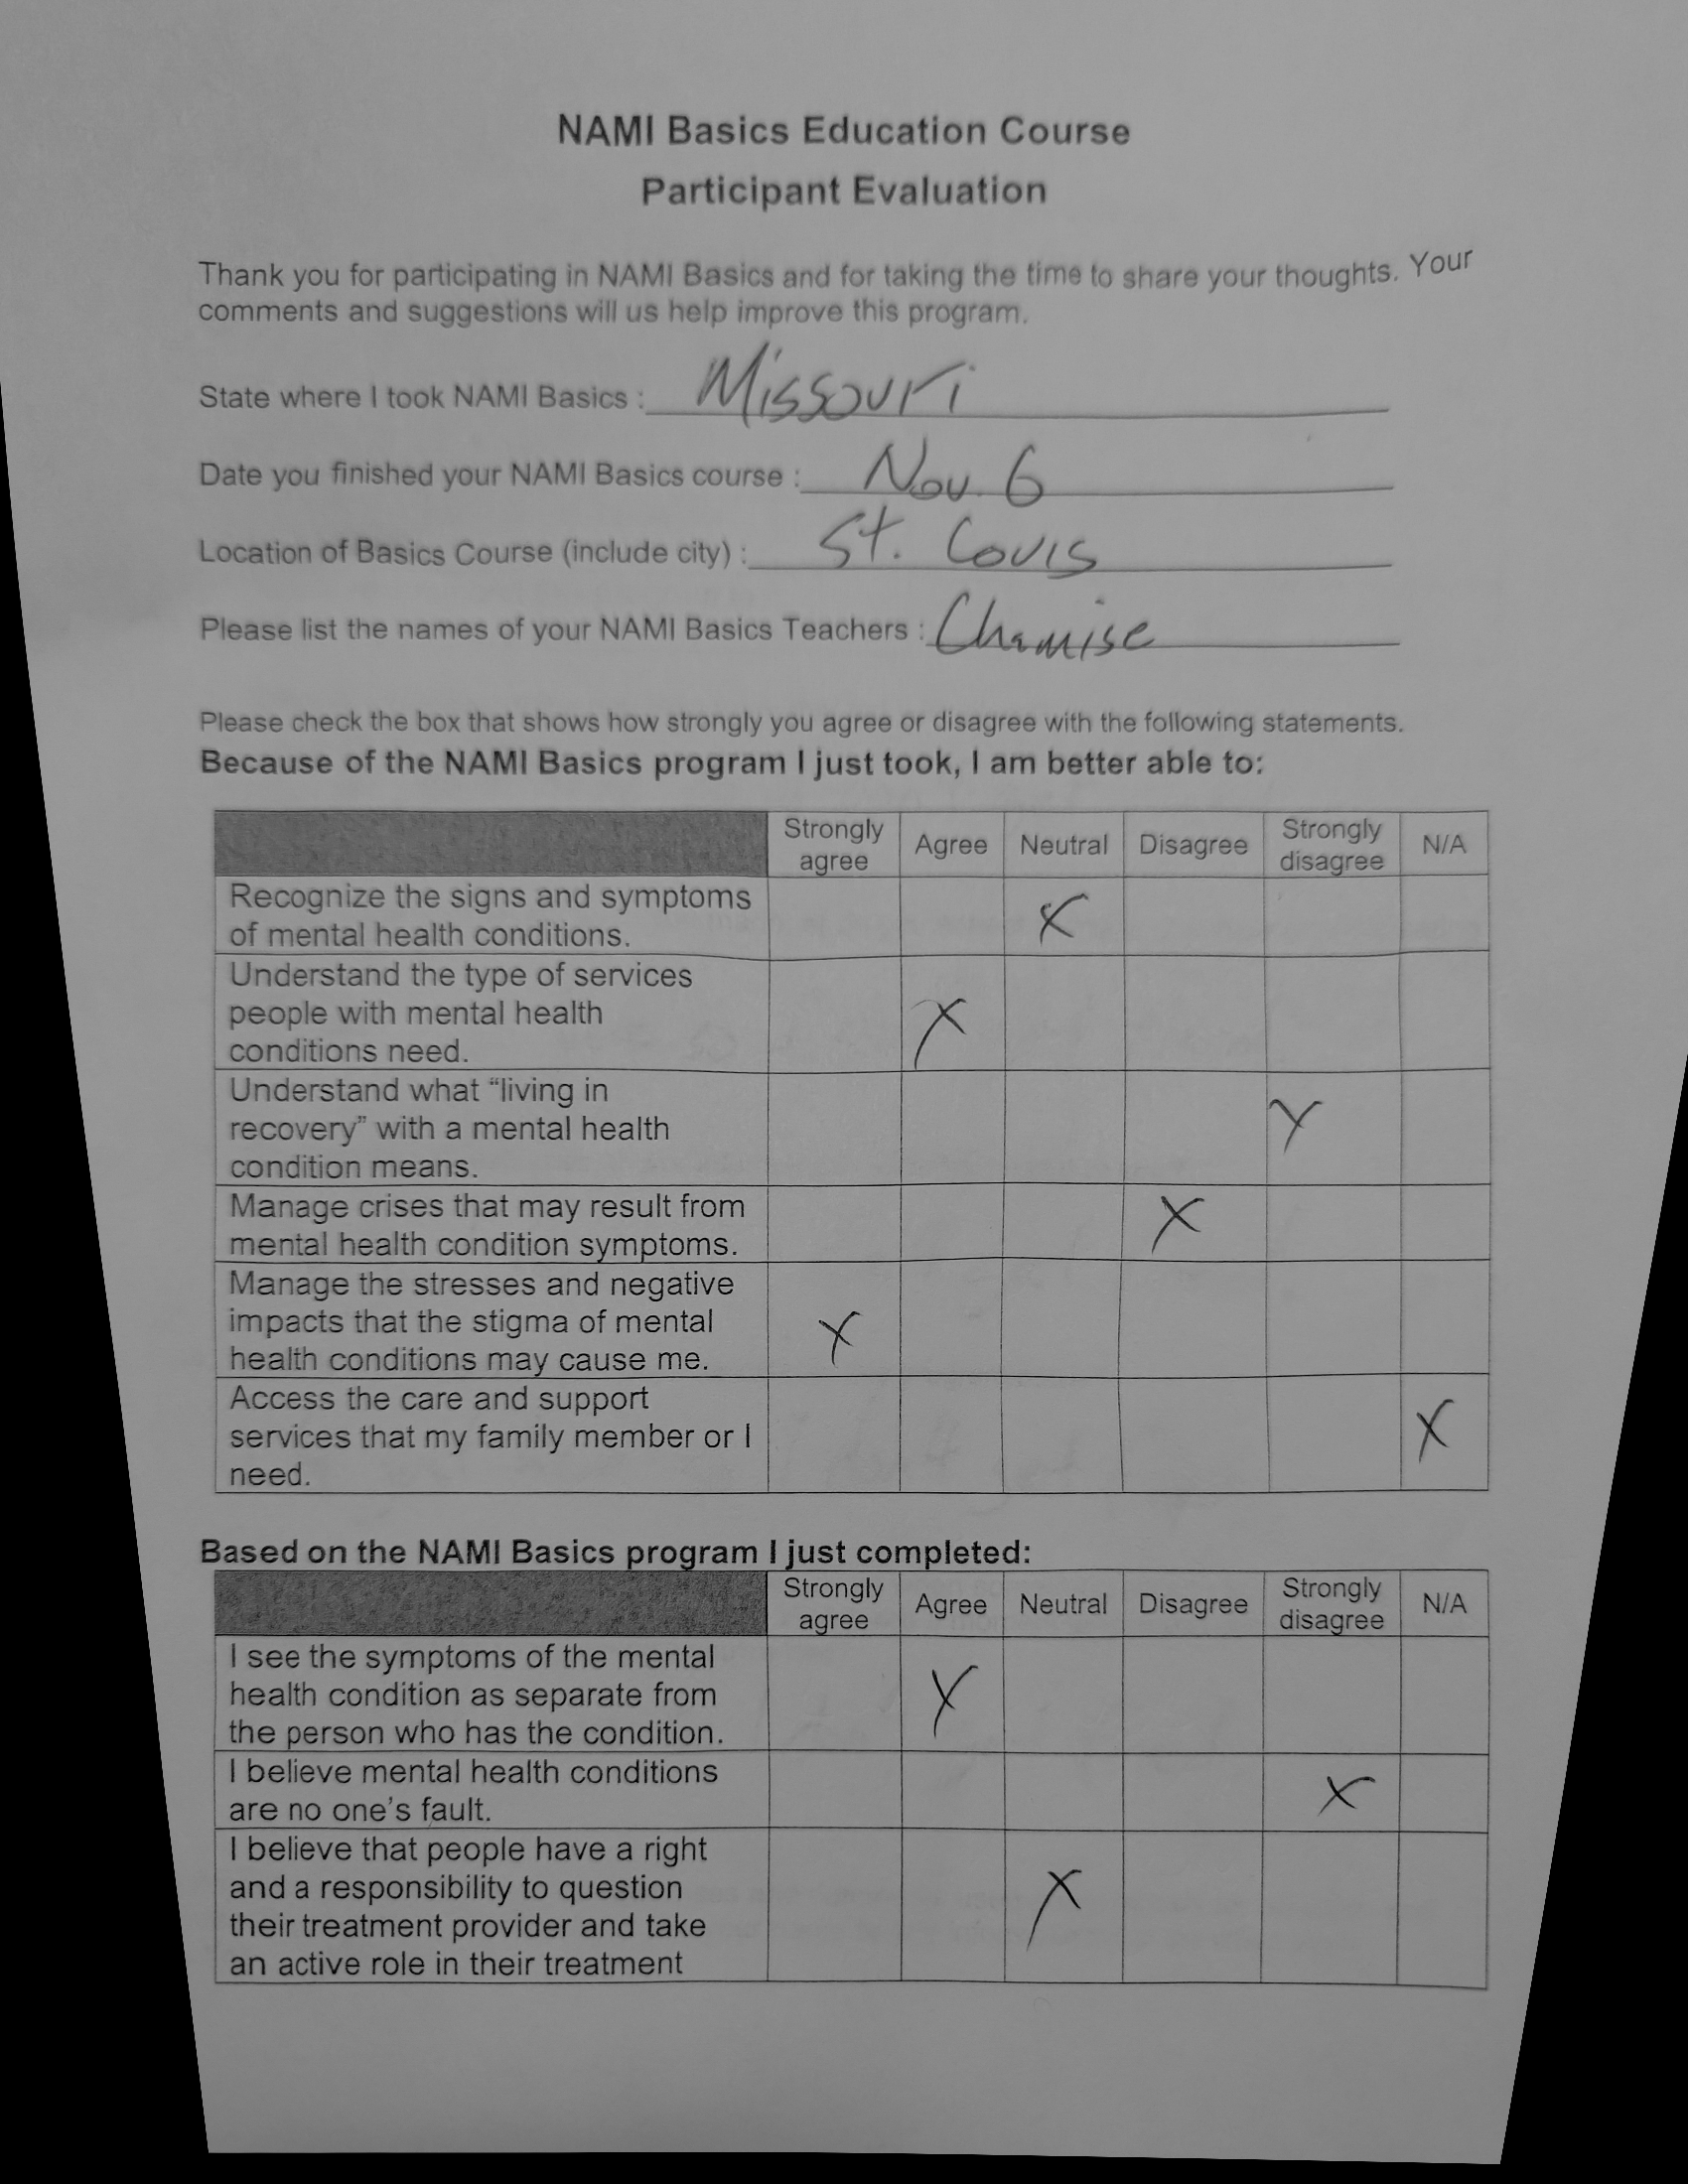 NAMI Basics Education Course
Participant Evaluation
Thank you for participating in NAMI Basics and for taking the time to share your thoughts. Your
comments and suggestions will us help improve this program.
State where I took NAMI Basics : Missouri
Date you finished your NAMI Basics course : Nov. 6
Location of Basics Course (include city) : St. Louis
Please list the names of your NAMI Basics Teachers : Chamise
Please check the box that shows how strongly you agree or disagree with the following statements.
Because of the NAMI Basics program I just took, I am better able to:
Strongly agree Agree Neutral Disagree Strongly disagree N/A
Recognize the signs and symptoms
of mental health conditions. X
Understand the type of services
people with mental health X
conditions need.
Understand what “living in
recovery” with a mental health X
condition means.
Manage crises that may result from X
mental health condition symptoms.
Manage the stresses and negative
impacts that the stigma of mental X
health conditions may cause me.
Access the care and support
services that my family member or I X
need.
Based on the NAMI Basics program I just completed:
Strongly agree Agree Neutral Disagree Strongly disagree N/A
I see the symptoms of the mental
health condition as separate from X
the person who has the condition.
I believe mental health conditions X
are no one’s fault.
I believe that people have a right
and a responsibility to question X
their treatment provider and take
an active role in their treatment